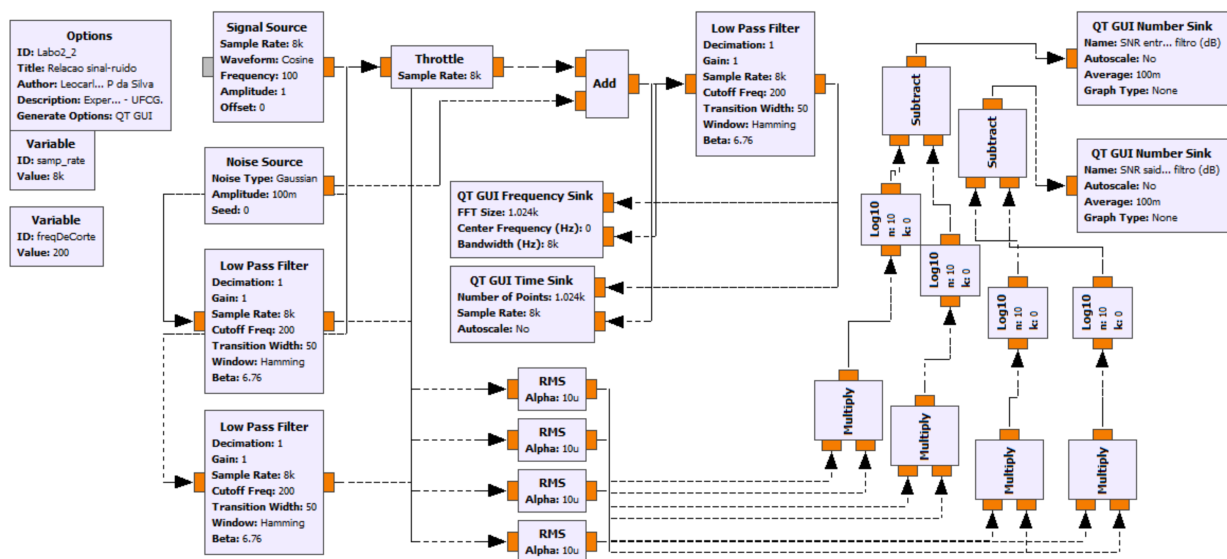 Options
ID: Labo2_2
Title: Relacao sinal-ruido
Author: Leocarl... P da Silva
Description: Exper... - UFCG.
Generate Options: QT GUI
Variable
ID: samp_rate
Value: 8k
Variable
ID: freqDeCorte
Value: 200
Signal Source
Sample Rate: 8k
Waveform: Cosine
Frequency: 100
Amplitude: 1
Offset: 0
Noise Source
Noise Type: Gaussian
Amplitude: 100m
Seed: 0
Low Pass Filter
Decimation: 1
Gain: 1
Sample Rate: 8k
Cutoff Freq: 200
Transition Width: 50
Window: Hamming
Beta: 6.76
Low Pass Filter
Decimation: 1
Gain: 1
Sample Rate: 8k
Cutoff Freq: 200
Transition Width: 50
Window: Hamming
Beta: 6.76
Throttle
Sample Rate: 8k
Add
QT GUI Frequency Sink
FFT Size: 1.024k
Center Frequency (Hz): 0
Bandwidth (Hz): 8k
QT GUI Time Sink
Number of Points: 1.024k
Sample Rate: 8k
Autoscale: No
RMS
Alpha: 10u
RMS
Alpha: 10u
RMS
Alpha: 10u
RMS
Alpha: 10u
Low Pass Filter
Decimation: 1
Gain: 1
Sample Rate: 8k
Cutoff Freq: 200
Transition Width: 50
Window: Hamming
Beta: 6.76
Subtract
Subtract
Log10
n: 10
k: 0
Log10
n: 10
k: 0
Log10
n: 10
k: 0
Log10
n: 10
k: 0
Multiply
Multiply
Multiply
Multiply
QT GUI Number Sink
Name: SNR entr... filtro (dB)
Autoscale: No
Average: 100m
Graph Type: None
QT GUI Number Sink
Name: SNR said... filtro (dB)
Autoscale: No
Average: 100m
Graph Type: None